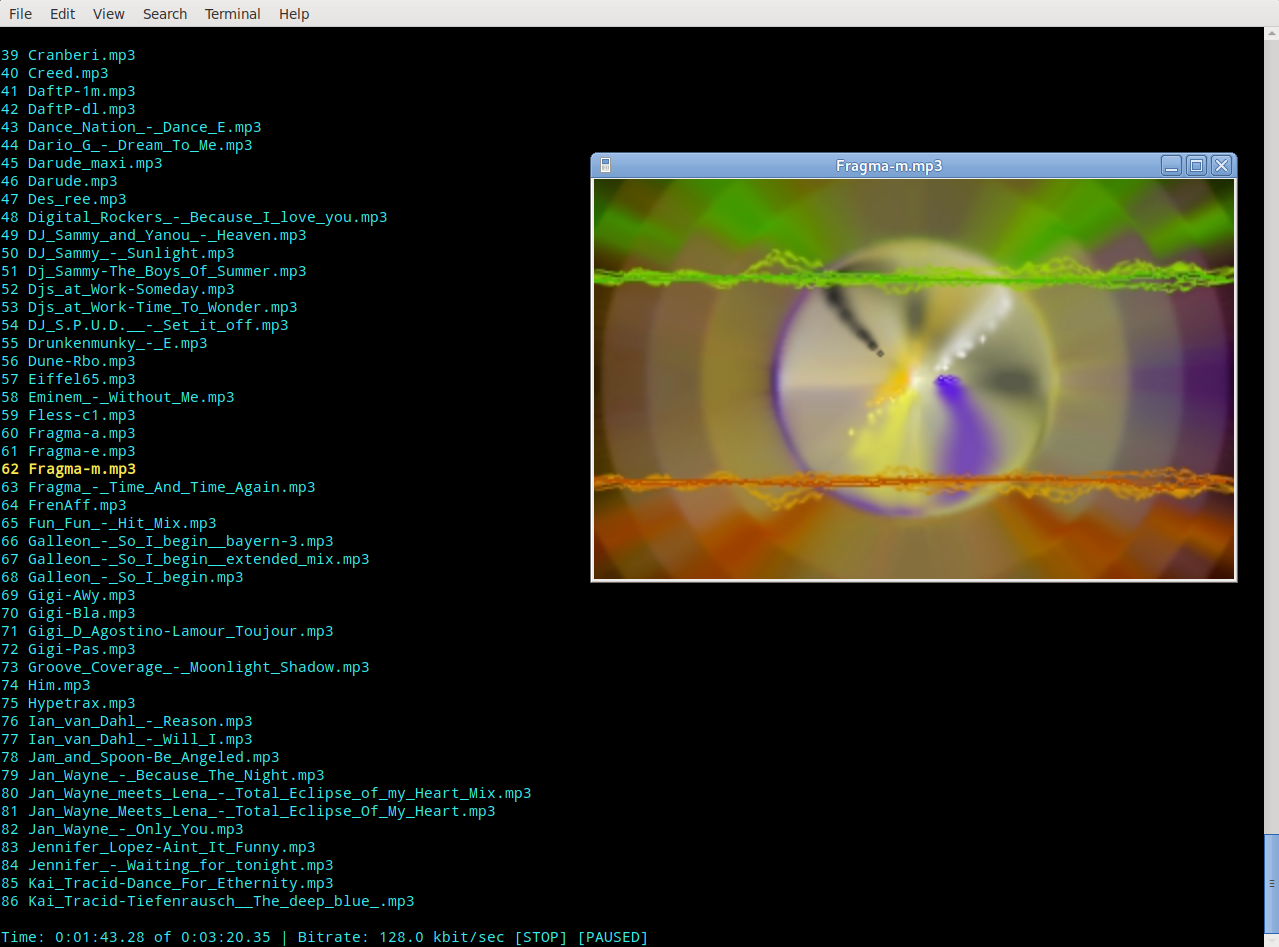 File Edit View Search Terminal Help
39 Cranberi.mp3
40 Creed.mp3
41 DaftP-1m.mp3
42 DaftP-dl.mp3
43 Dance_Nation_-_Dance_E.mp3
44 Dario_G_-_Dream_To_Me.mp3
45 Darude_maxi.mp3
46 Darude.mp3
47 Des_ree.mp3
48 Digital_Rockers_-_Because_I_love_you.mp3
49 DJ_Sammy_and_Yanou_-_Heaven.mp3
50 DJ_Sammy_-_Sunlight.mp3
51 Dj_Sammy-The_Boys_Of_Summer.mp3
52 Djs_at_Work-Someday.mp3
53 Djs_at_Work-Time_To_Wonder.mp3
54 DJ_S.P.U.D.__-_Set_it_off.mp3
55 Drunkenmunky_-_E.mp3
56 Dune-Rbo.mp3
57 Eiffel65.mp3
58 Eminem_-_Without_Me.mp3
59 Fless-c1.mp3
60 Fragma-a.mp3
61 Fragma-e.mp3
62 Fragma-m.mp3
63 Fragma_-_Time_And_Time_Again.mp3
64 FrenAff.mp3
65 Fun_Fun_-_Hit_Mix.mp3
66 Galleon_-_So_I_begin__bayern-3.mp3
67 Galleon_-_So_I_begin__extended_mix.mp3
68 Galleon_-_So_I_begin.mp3
69 Gigi-AWy.mp3
70 Gigi-Bla.mp3
71 Gigi_D_Agostino-Lamour_Toujour.mp3
72 Gigi-Pas.mp3
73 Groove_Coverage_-_Moonlight_Shadow.mp3
74 Him.mp3
75 Hypetrax.mp3
76 Ian_van_Dahl_-_Reason.mp3
77 Ian_van_Dahl_-_Will_I.mp3
78 Jam_and_Spoon-Be_Angeled.mp3
79 Jan_Wayne_-_Because_The_Night.mp3
80 Jan_Wayne_meets_Lena_-_Total_Eclipse_of_my_Heart_Mix.mp3
81 Jan_Wayne_Meets_Lena_-_Total_Eclipse_Of_My_Heart.mp3
82 Jan_Wayne_-_Only_You.mp3
83 Jennifer_Lopez-Aint_It_Funny.mp3
84 Jennifer_-_Waiting_for_tonight.mp3
85 Kai_Tracid-Dance_For_Ethernity.mp3
86 Kai_Tracid-Tiefenrausch__The_deep_blue_.mp3
Time: 0:01:43.28 of 0:03:20.35 | Bitrate: 128.0 kbit/sec [STOP] [PAUSED]
Fragma-m.mp3